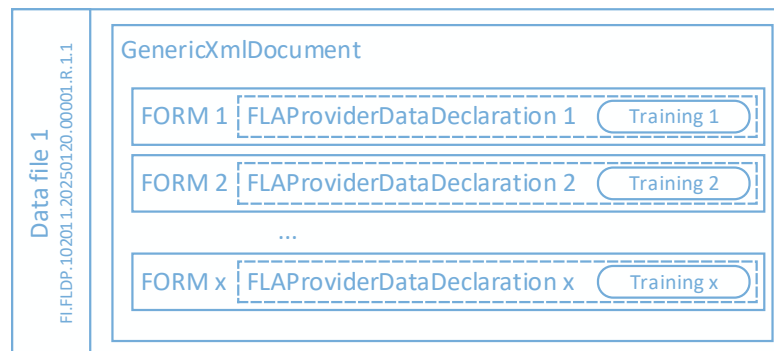 Data file 1
FI.FLDP.102011.20250120.00001.R.1.1
GenericXmlDocument
FORM 1 FLAProviderDataDeclaration 1 Training 1
FORM 2 FLAProviderDataDeclaration 2 Training 2
...
FORM x FLAProviderDataDeclaration x Training x